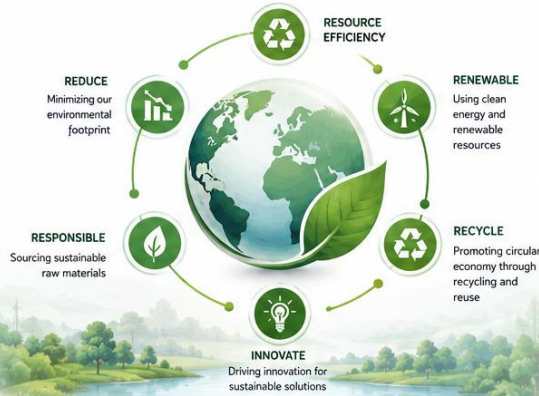 RESOURCE
EFFICIENCY
REDUCE
Minimizing our
environmental
footprint
RENEWABLE
Using clean
energy and
renewable
resources
RESPONSIBLE
Sourcing sustainable
raw materials
RECYCLE
Promoting circular
economy through
recycling and
reuse
INNOVATE
Driving innovation for
sustainable solutions